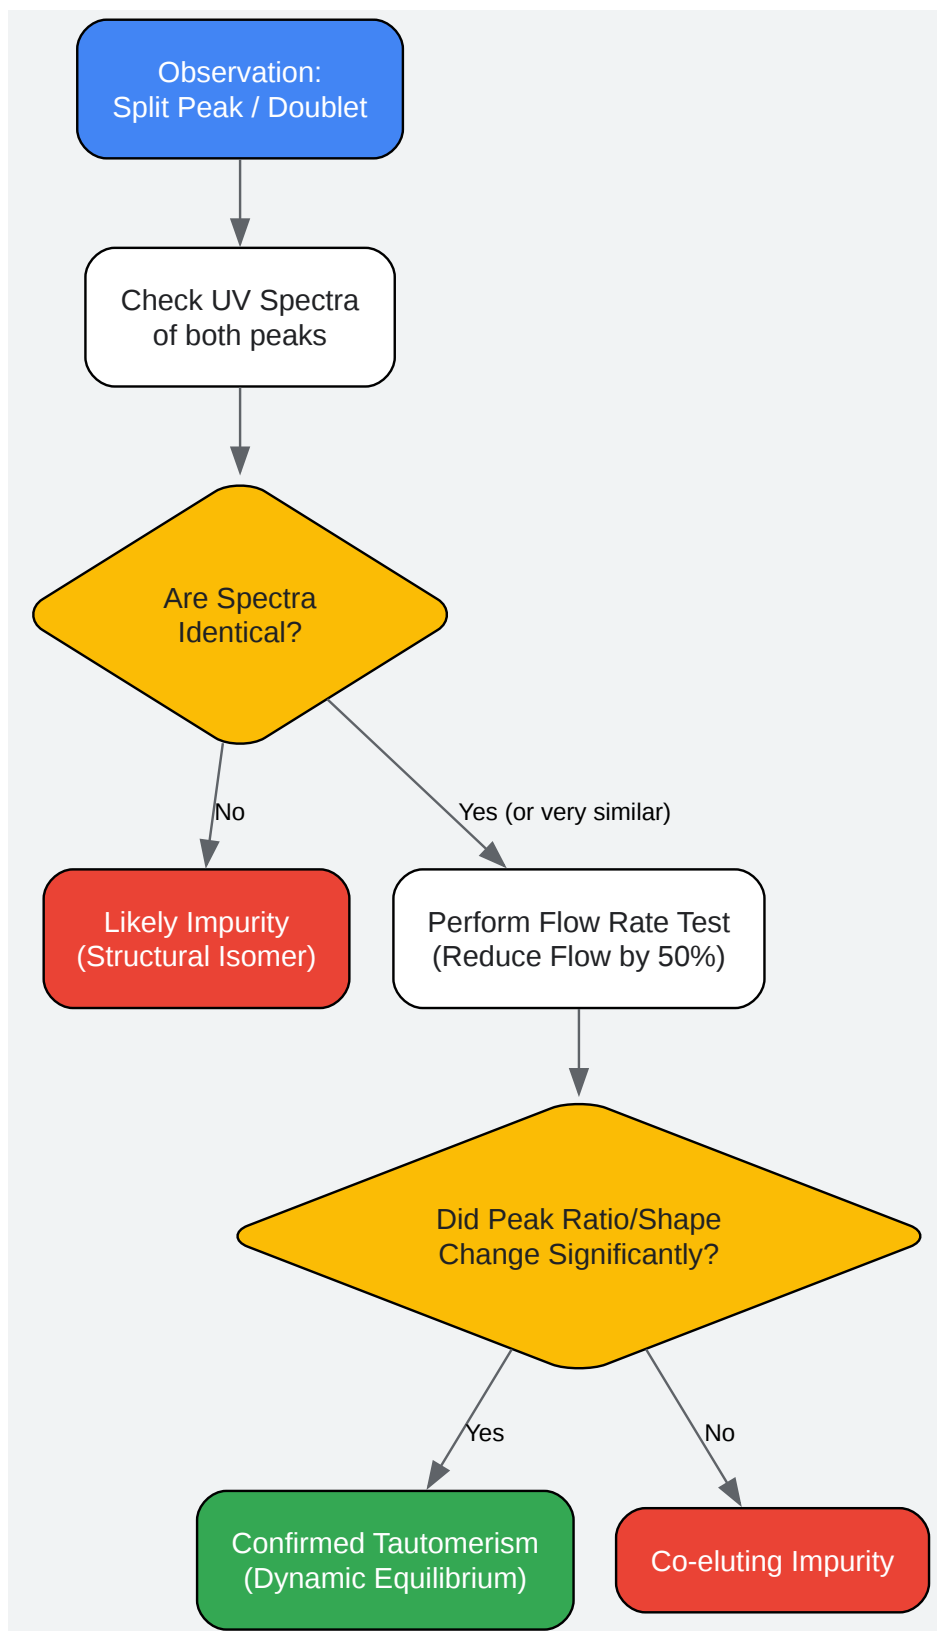 Observation:
Split Peak / Doublet
Check UV Spectra
of both peaks
Are Spectra
Identical?
No
Yes (or very similar)
Likely Impurity
(Structural Isomer)
Perform Flow Rate Test
(Reduce Flow by 50%)
Did Peak Ratio/Shape
Change Significantly?
Yes
No
Confirmed Tautomerism
(Dynamic Equilibrium)
Co-eluting Impurity